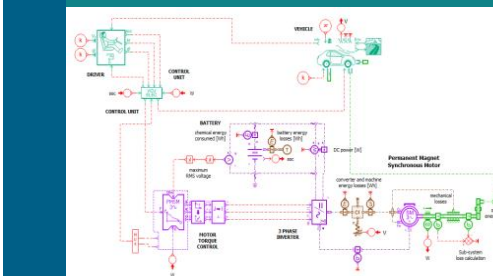 VEHICLE
V
DRIVER
CONTROL
UNIT
soc
CONTROL UNIT
BATTERY
chemical energy
consumed [Wh]
battery energy
losses [Wh]
soc
DC power [W]
maximum
RMS voltage
Permanent Magnet
Synchronous Motor
converter and machine
energy losses [Wh]
mechanical
losses
MOTOR
TORQUE
CONTROL
3 PHASE
INVERTER
V
Sub-system
loss calculation